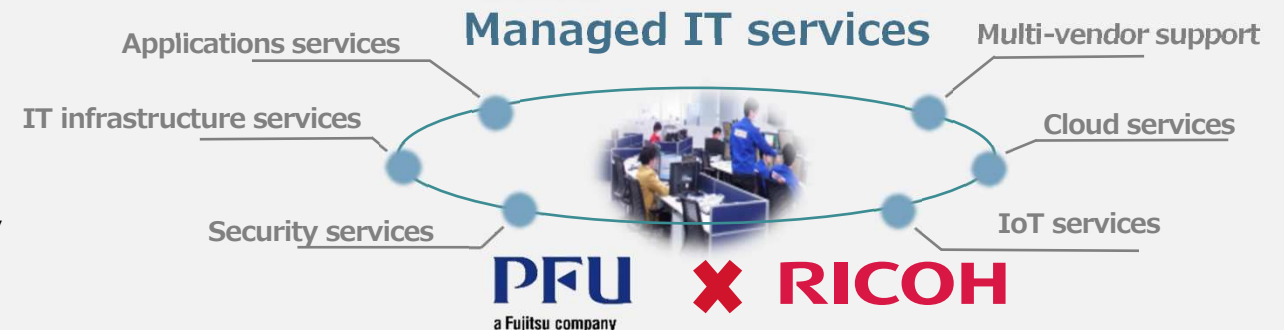 Managed IT services
Applications services
Multi-vendor support
IT infrastructure services
Cloud services
Security services
IoT services
PFU
a Fujitsu company
RICOH